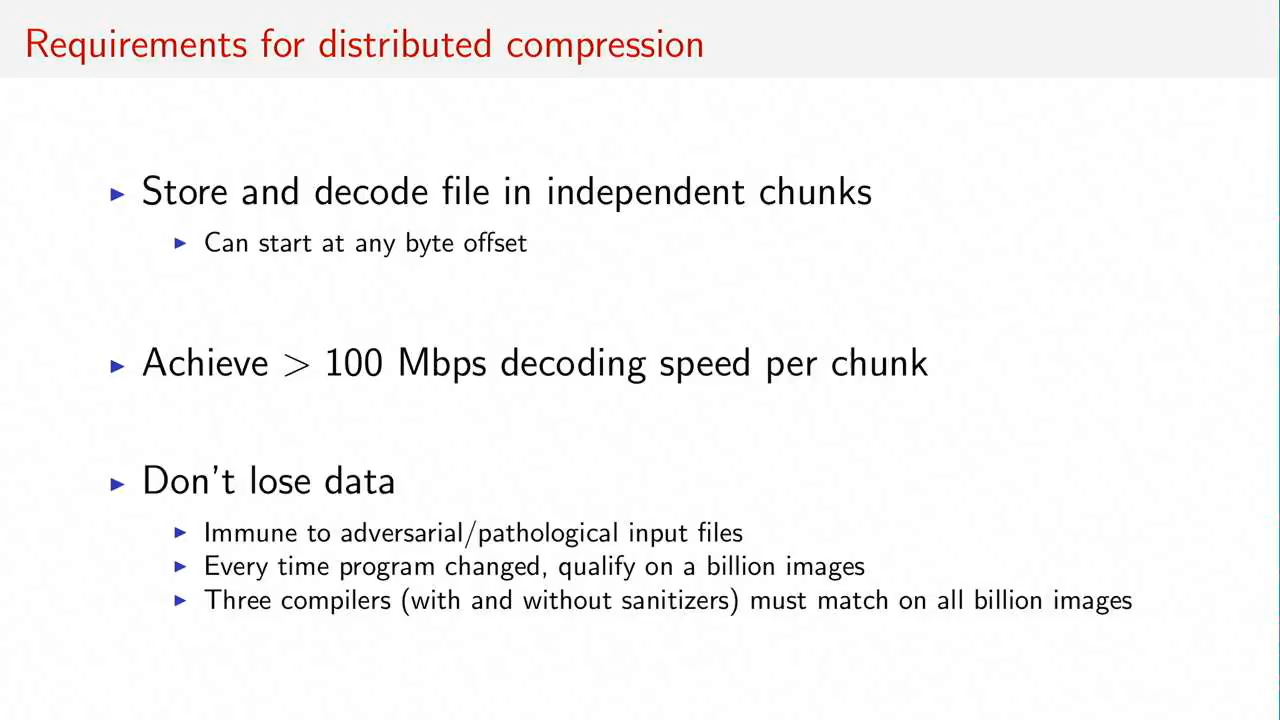 Requirements for distributed compression
Store and decode file in independent chunks
Can start at any byte offset
Achieve > 100 Mbps decoding speed per chunk
Don't lose data
Immune to adversarial/pathological input files
Every time program changed, qualify on a billion images
Three compilers (with and without sanitizers) must match on all billion images